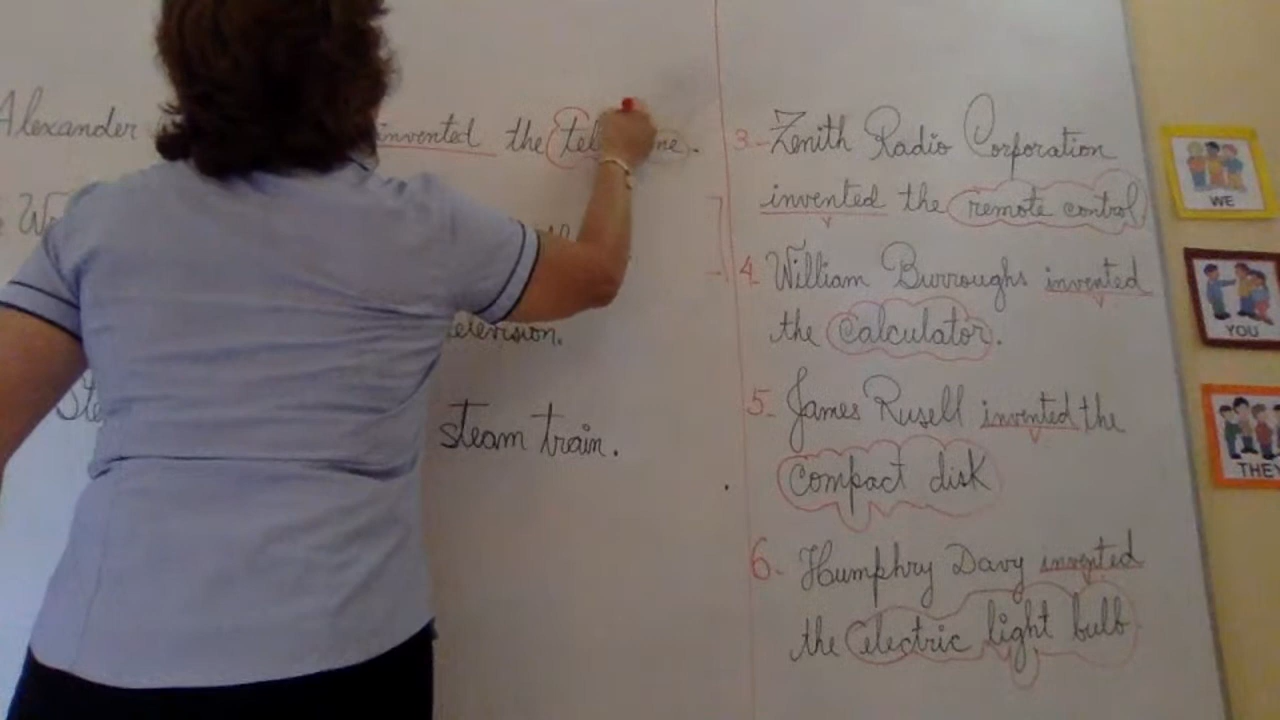 Alexander invented the
television.
steam train.
3- Zenith Radio Corporation
invented the remote control
4. William Burroughs invented
the calculator.
5- James Rusell invented the
compact disk
6- Humphry Davy invented
the electric light bulb
WE
YOU
THEY